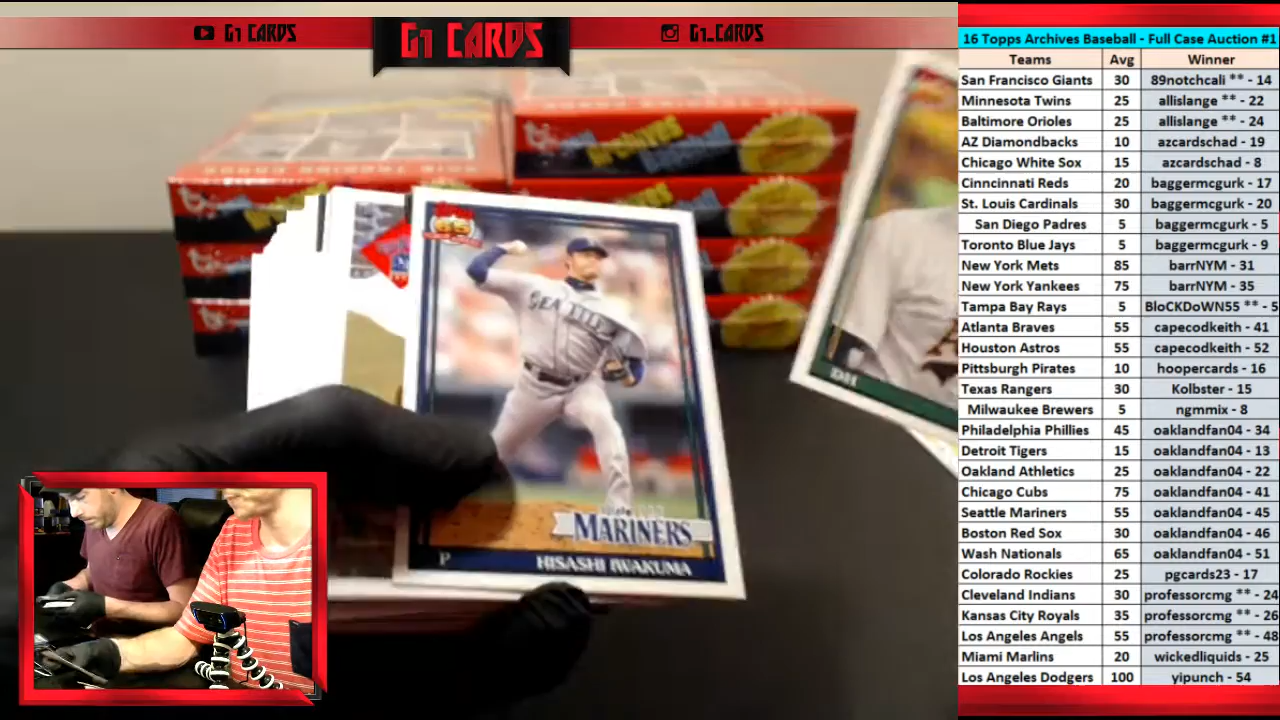 G1 CARDS
G1 CARDS
G1_CARDS
16 Topps Archives Baseball - Full Case Auction #1
Teams Avg Winner
San Francisco Giants 30 89notchcali ** - 14
Minnesota Twins 25 allislange ** - 22
Baltimore Orioles 25 allislange ** - 24
AZ Diamondbacks 10 azcardschad - 19
Chicago White Sox 15 azcardschad - 8
Cinncinnati Reds 20 baggermcgurk - 17
St. Louis Cardinals 30 baggermcgurk - 20
San Diego Padres 5 baggermcgurk - 5
Toronto Blue Jays 5 baggermcgurk - 9
New York Mets 85 barrNYM - 31
New York Yankees 75 barrNYM - 35
Tampa Bay Rays 5 BloCKDoWN55 ** - 5
Atlanta Braves 55 capecodkeith - 41
Houston Astros 55 capecodkeith - 52
Pittsburgh Pirates 10 hoopercards - 16
Texas Rangers 30 Kolbster - 15
Milwaukee Brewers 5 ngmmix - 8
Philadelphia Phillies 45 oaklandfan04 - 34
Detroit Tigers 15 oaklandfan04 - 13
Oakland Athletics 25 oaklandfan04 - 22
Chicago Cubs 75 oaklandfan04 - 41
Seattle Mariners 55 oaklandfan04 - 45
Boston Red Sox 30 oaklandfan04 - 46
Wash Nationals 65 oaklandfan04 - 51
Colorado Rockies 25 pgcards23 - 17
Cleveland Indians 30 professorcmg ** - 24
Kansas City Royals 35 professorcmg ** - 26
Los Angeles Angels 55 professorcmg ** - 48
Miami Marlins 20 wickedliquids - 25
Los Angeles Dodgers 100 yipunch - 54
Archives
SEATTLE
MARINERS
P HISASHI IWAKUMA
DH